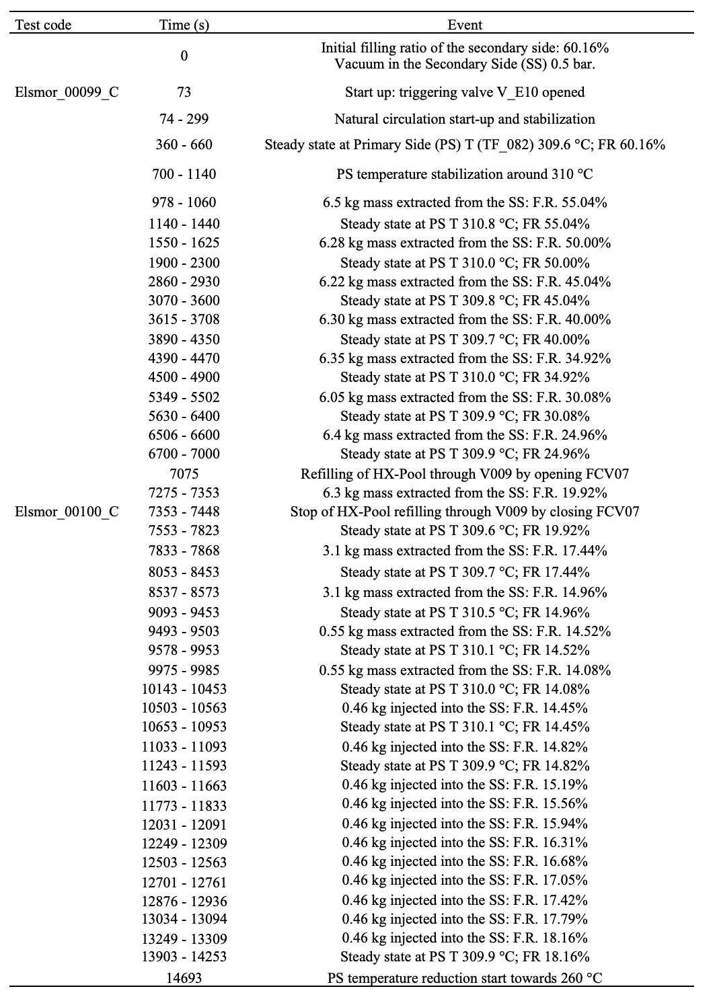 Test code Time (s) Event
0 Initial filling ratio of the secondary side: 60.16%
Vacuum in the Secondary Side (SS) 0.5 bar.
Elsmor_00099_C 73 Start up: triggering valve V_E10 opened
74 - 299 Natural circulation start-up and stabilization
360 - 660 Steady state at Primary Side (PS) T (TF_082) 309.6 °C; FR 60.16%
700 - 1140 PS temperature stabilization around 310 °C
978 - 1060 6.5 kg mass extracted from the SS: F.R. 55.04%
1140 - 1440 Steady state at PS T 310.8 °C; FR 55.04%
1550 - 1625 6.28 kg mass extracted from the SS: F.R. 50.00%
1900 - 2300 Steady state at PS T 310.0 °C; FR 50.00%
2860 - 2930 6.22 kg mass extracted from the SS: F.R. 45.04%
3070 - 3600 Steady state at PS T 309.8 °C; FR 45.04%
3615 - 3708 6.30 kg mass extracted from the SS: F.R. 40.00%
3890 - 4350 Steady state at PS T 309.7 °C; FR 40.00%
4390 - 4470 6.35 kg mass extracted from the SS: F.R. 34.92%
4500 - 4900 Steady state at PS T 310.0 °C; FR 34.92%
5349 - 5502 6.05 kg mass extracted from the SS: F.R. 30.08%
5630 - 6400 Steady state at PS T 309.9 °C; FR 30.08%
6506 - 6600 6.4 kg mass extracted from the SS: F.R. 24.96%
6700 - 7000 Steady state at PS T 309.9 °C; FR 24.96%
7075 Refilling of HX-Pool through V009 by opening FCV07
7275 - 7353 6.3 kg mass extracted from the SS: F.R. 19.92%
Elsmor_00100_C 7353 - 7448 Stop of HX-Pool refilling through V009 by closing FCV07
7553 - 7823 Steady state at PS T 309.6 °C; FR 19.92%
7833 - 7868 3.1 kg mass extracted from the SS: F.R. 17.44%
8053 - 8453 Steady state at PS T 309.7 °C; FR 17.44%
8537 - 8573 3.1 kg mass extracted from the SS: F.R. 14.96%
9093 - 9453 Steady state at PS T 310.5 °C; FR 14.96%
9493 - 9503 0.55 kg mass extracted from the SS: F.R. 14.52%
9578 - 9953 Steady state at PS T 310.1 °C; FR 14.52%
9975 - 9985 0.55 kg mass extracted from the SS: F.R. 14.08%
10143 - 10453 Steady state at PS T 310.0 °C; FR 14.08%
10503 - 10563 0.46 kg injected into the SS: F.R. 14.45%
10653 - 10953 Steady state at PS T 310.1 °C; FR 14.45%
11033 - 11093 0.46 kg injected into the SS: F.R. 14.82%
11243 - 11593 Steady state at PS T 309.9 °C; FR 14.82%
11603 - 11663 0.46 kg injected into the SS: F.R. 15.19%
11773 - 11833 0.46 kg injected into the SS: F.R. 15.56%
12031 - 12091 0.46 kg injected into the SS: F.R. 15.94%
12249 - 12309 0.46 kg injected into the SS: F.R. 16.31%
12503 - 12563 0.46 kg injected into the SS: F.R. 16.68%
12701 - 12761 0.46 kg injected into the SS: F.R. 17.05%
12876 - 12936 0.46 kg injected into the SS: F.R. 17.42%
13034 - 13094 0.46 kg injected into the SS: F.R. 17.79%
13249 - 13309 0.46 kg injected into the SS: F.R. 18.16%
13903 - 14253 Steady state at PS T 309.9 °C; FR 18.16%
14693 PS temperature reduction start towards 260 °C